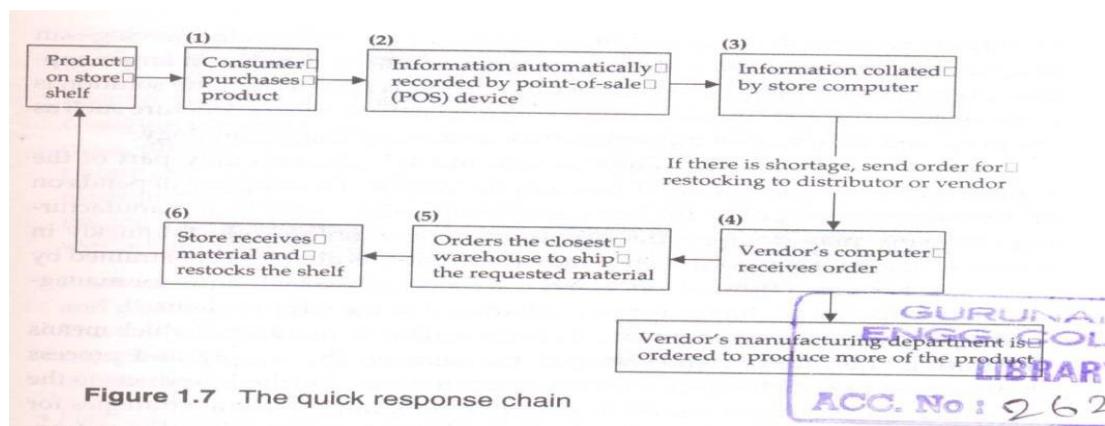 (1)
(2)
(3)
Product
on store
shelf
Consumer
purchases
product
Information automatically
recorded by point-of-sale
(POS) device
Information collated
by store computer
If there is shortage, send order for
restocking to distributor or vendor
(6)
(5)
(4)
Store receives
material and
restocks the shelf
Orders the closest
warehouse to ship
the requested material
Vendor's computer
receives order
Vendor's manufacturing department is
ordered to produce more of the product
Figure 1.7 The quick response chain
GURUNA
ENGG COL
LIBRAR
ACC. No : 262